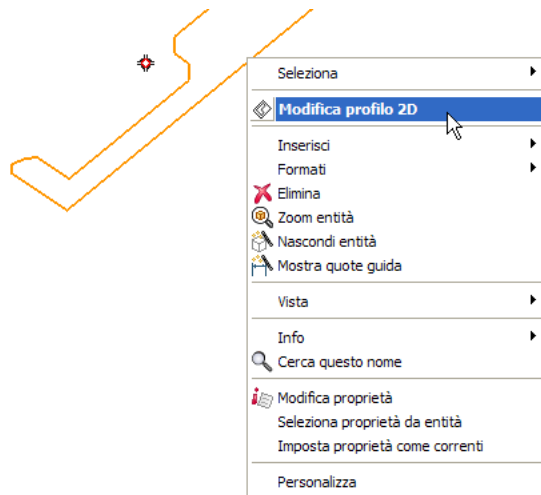 Seleziona
Modifica profilo 2D
Inserisci
Formati
Elimina
Zoom entità
Nascondi entità
Mostra quote guida
Vista
Info
Cerca questo nome
Modifica proprietà
Seleziona proprietà da entità
Imposta proprietà come correnti
Personalizza